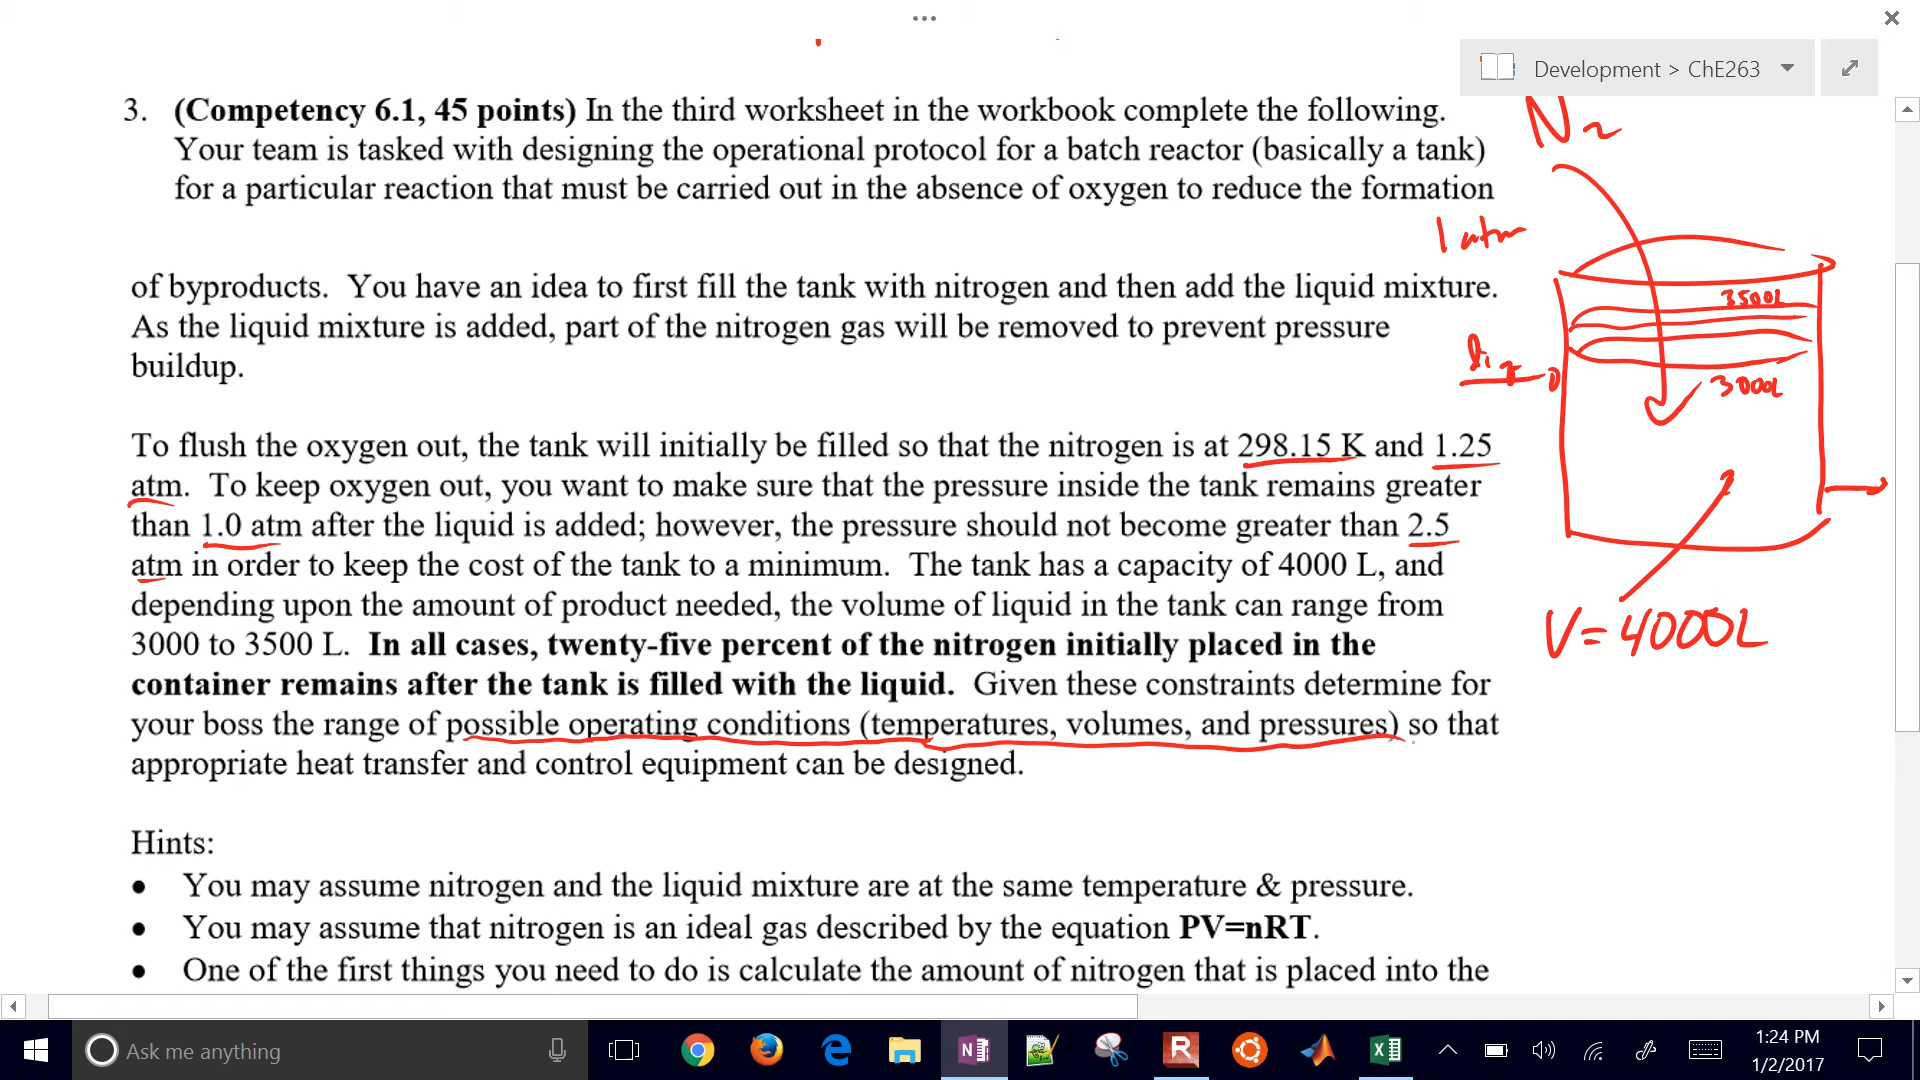 Development > ChE263
3. (Competency 6.1, 45 points) In the third worksheet in the workbook complete the following.
Your team is tasked with designing the operational protocol for a batch reactor (basically a tank)
for a particular reaction that must be carried out in the absence of oxygen to reduce the formation
of byproducts. You have an idea to first fill the tank with nitrogen and then add the liquid mixture.
As the liquid mixture is added, part of the nitrogen gas will be removed to prevent pressure
buildup.
To flush the oxygen out, the tank will initially be filled so that the nitrogen is at 298.15 K and 1.25
atm. To keep oxygen out, you want to make sure that the pressure inside the tank remains greater
than 1.0 atm after the liquid is added; however, the pressure should not become greater than 2.5
atm in order to keep the cost of the tank to a minimum. The tank has a capacity of 4000 L, and
depending upon the amount of product needed, the volume of liquid in the tank can range from
3000 to 3500 L. In all cases, twenty-five percent of the nitrogen initially placed in the
container remains after the tank is filled with the liquid. Given these constraints determine for
your boss the range of possible operating conditions (temperatures, volumes, and pressures) so that
appropriate heat transfer and control equipment can be designed.
Hints:
• You may assume nitrogen and the liquid mixture are at the same temperature & pressure.
• You may assume that nitrogen is an ideal gas described by the equation PV=nRT.
• One of the first things you need to do is calculate the amount of nitrogen that is placed into the
N2
1 atm
3500L
liq
3000L
V=4000L
Ask me anything
1:24 PM
1/2/2017